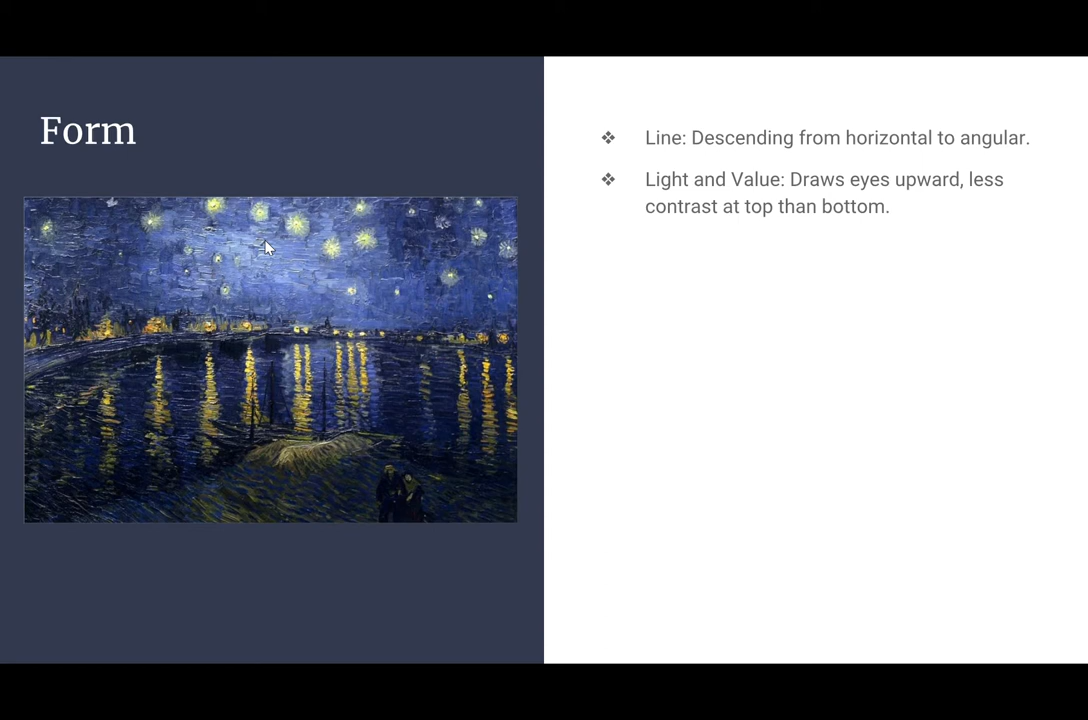 Form
❖ Line: Descending from horizontal to angular.
❖ Light and Value: Draws eyes upward, less
contrast at top than bottom.